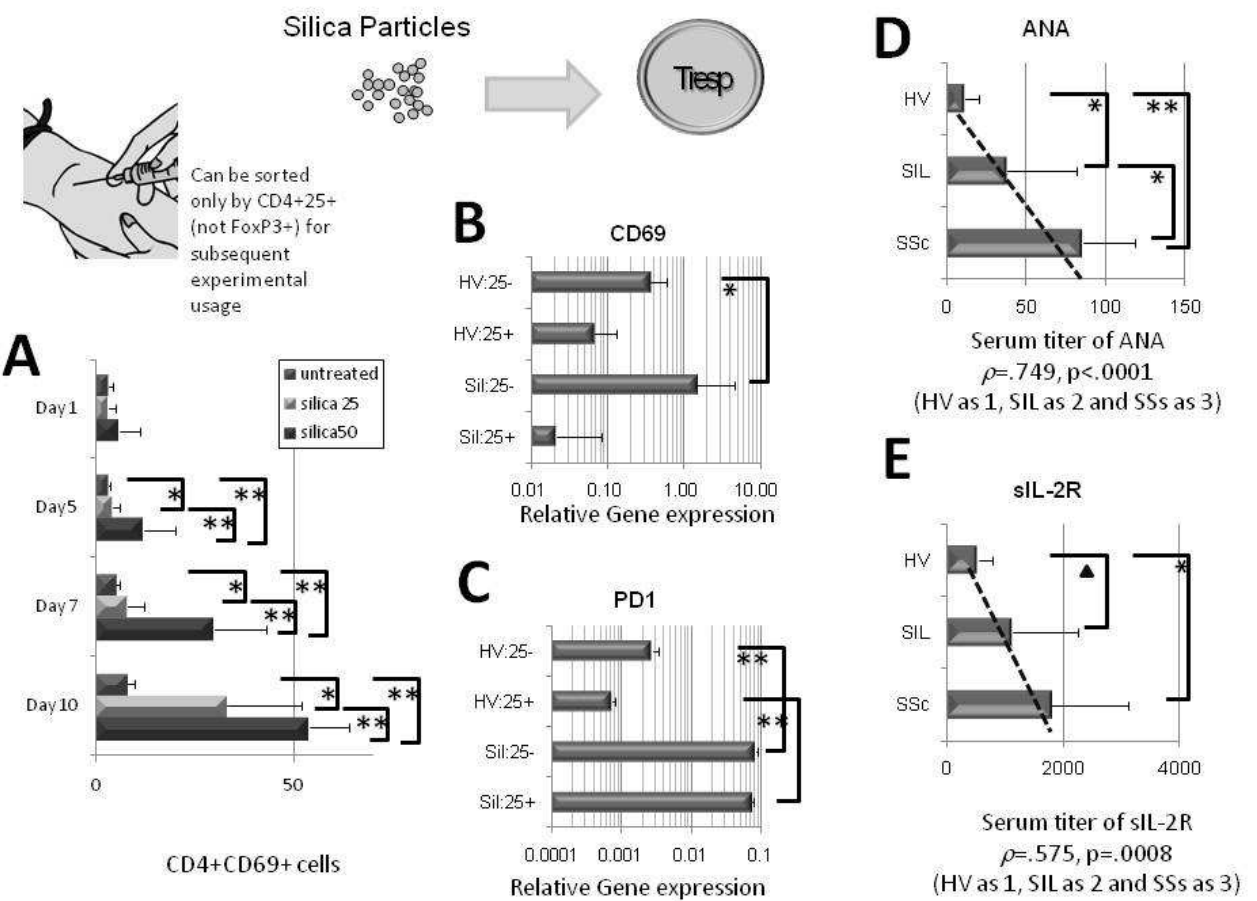 Silica Particles
Tresp
Can be sorted
only by CD4+25+
(not FoxP3+) for
subsequent
experimental
usage
A
untreated
silica 25
silica50
Day1
*
**
**
Day5
*
**
**
Day7
*
**
**
Day10
0
50
CD4+CD69+ cells
B
CD69
HV:25-
*
HV:25+
Sil:25-
Sil:25+
0.01
0.10
1.00
10.00
Relative Gene expression
C
PD1
HV:25-
**
HV:25+
**
Sil:25-
Sil:25+
0.0001
0.001
0.01
0.1
Relative Gene expression
D
ANA
HV
*
**
SIL
*
SSc
0
50
100
150
Serum titer of ANA
ρ=.749, p<.0001
(HV as 1, SIL as 2 and SSs as 3)
E
sIL-2R
HV
▲
*
SIL
SSc
0
2000
4000
Serum titer of sIL-2R
ρ=.575, p=.0008
(HV as 1, SIL as 2 and SSs as 3)